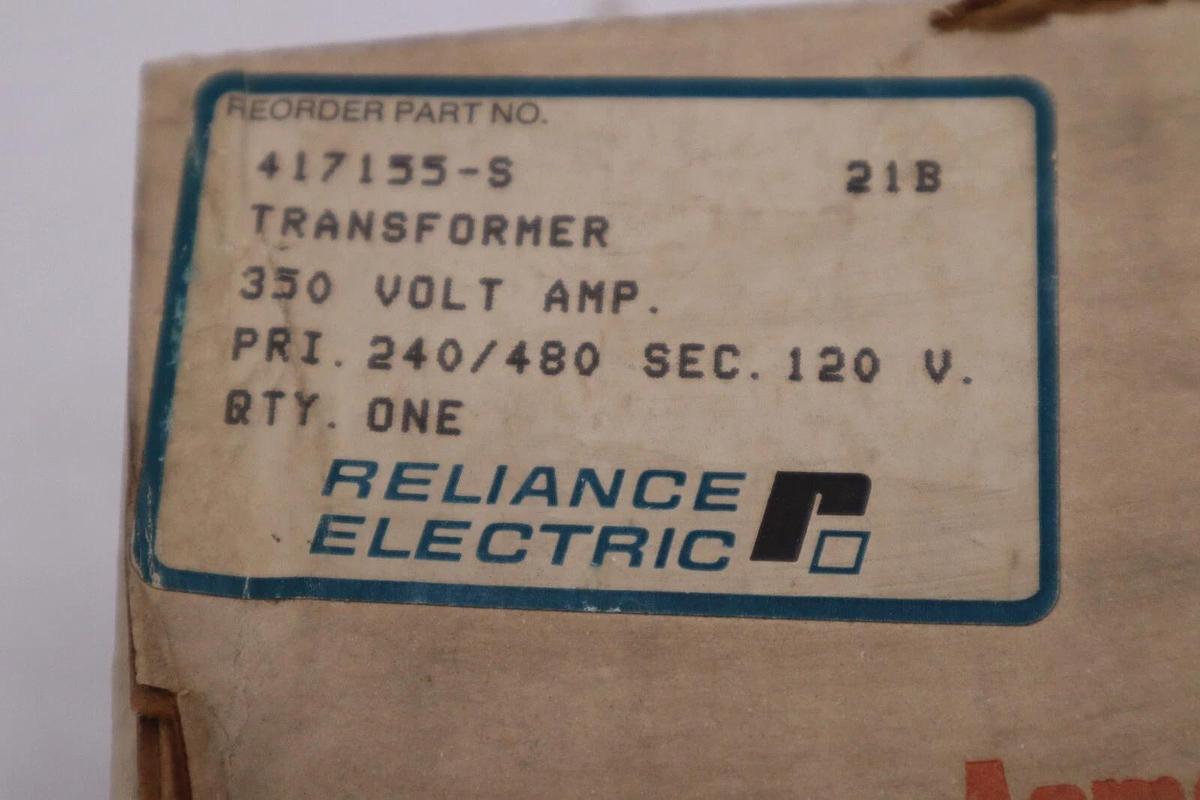 REORDER PART NO.
417155-S 21B
TRANSFORMER
350 VOLT AMP.
PRI. 240/480 SEC. 120 V.
QTY. ONE
RELIANCE
ELECTRIC